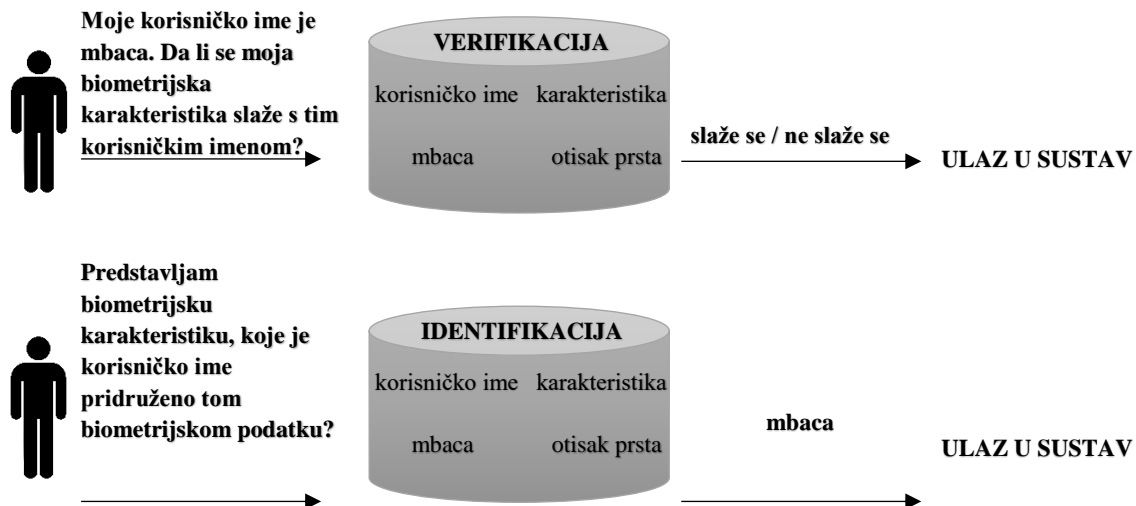 Moje korisničko ime je
mbaca. Da li se moja
biometrijska
karakteristika slaže s tim
korisničkim imenom?
VERIFIKACIJA
korisničko ime karakteristika
mbaca otisak prsta
slaže se / ne slaže se
ULAZ U SUSTAV
Predstavljam
biometrijsku
karakteristiku, koje je
korisničko ime
pridruženo tom
biometrijskom podatku?
IDENTIFIKACIJA
korisničko ime karakteristika
mbaca otisak prsta
mbaca
ULAZ U SUSTAV